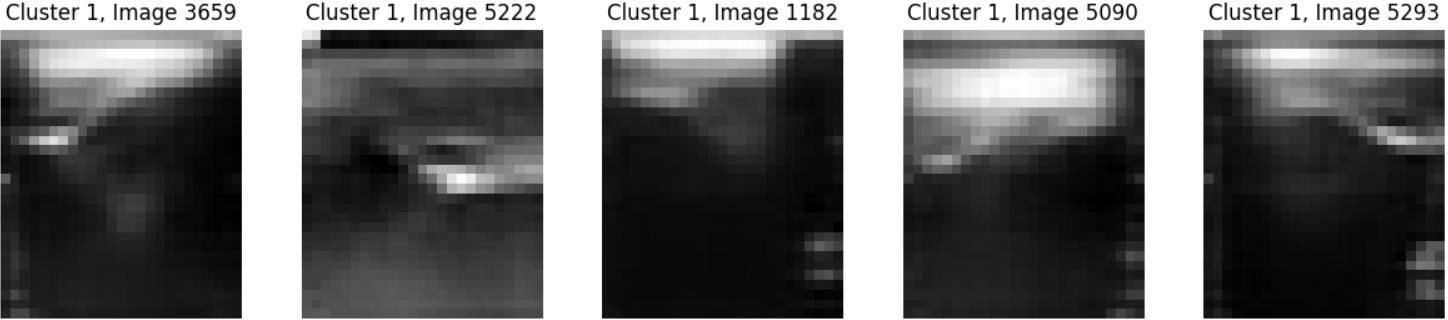 Cluster 1, Image 3659
Cluster 1, Image 5222
Cluster 1, Image 1182
Cluster 1, Image 5090
Cluster 1, Image 5293